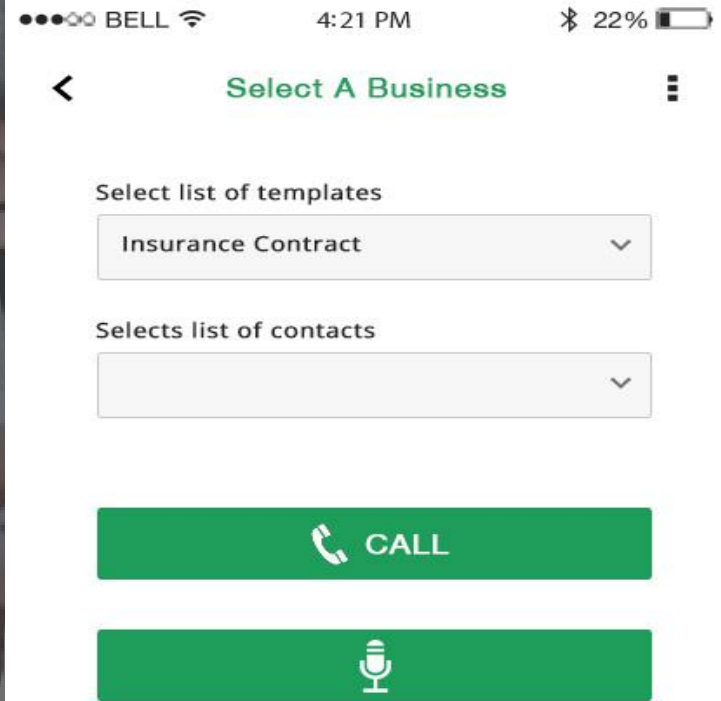 BELL 4:21 PM 22%
Select A Business
Select list of templates
Insurance Contract
Selects list of contacts
CALL